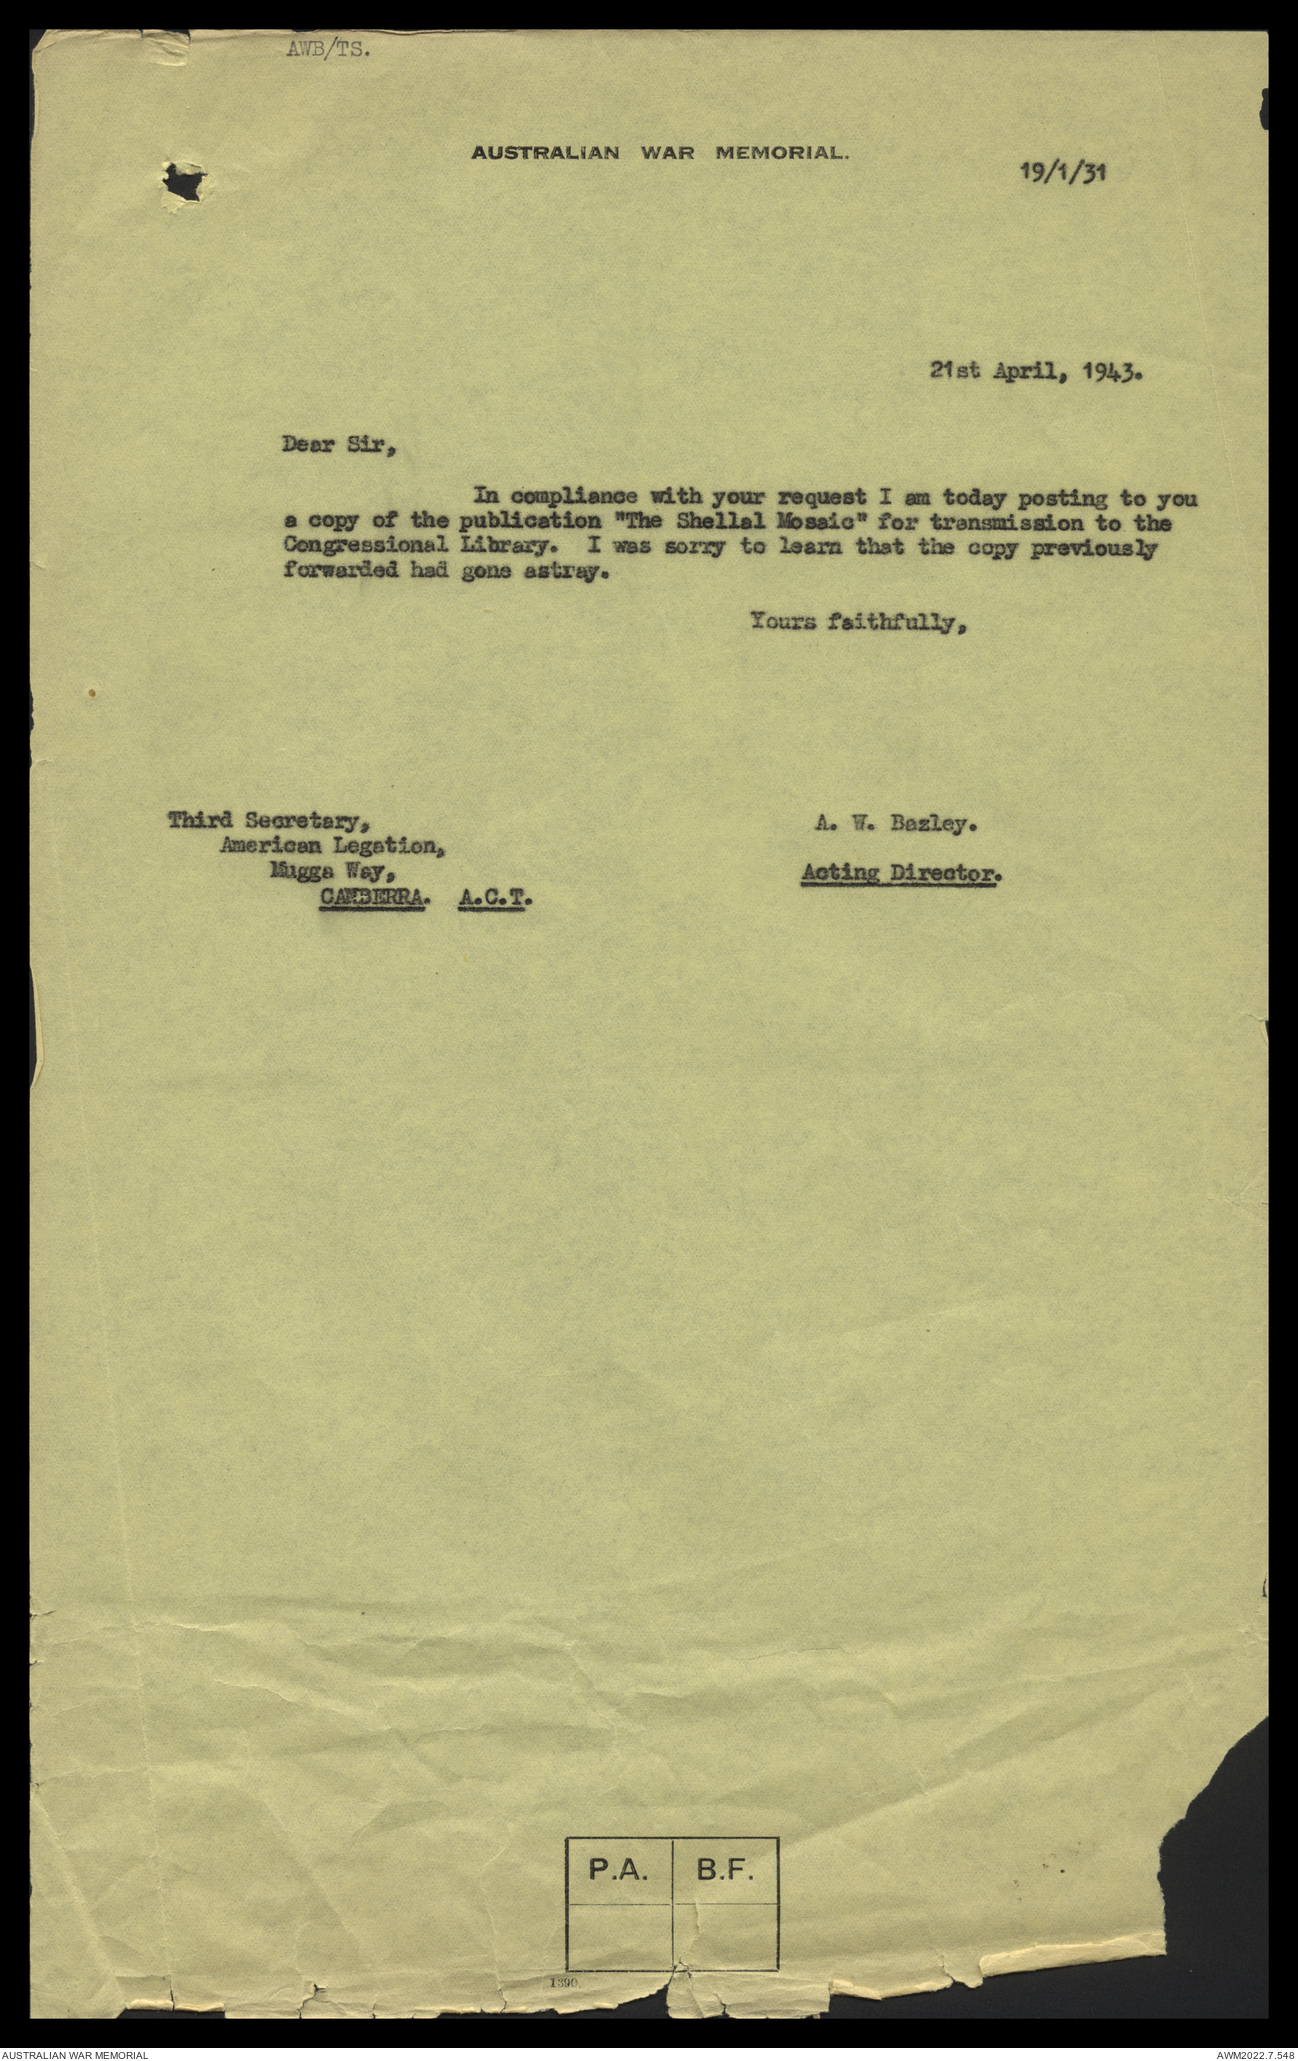 AWB/TS.
AUSTRALIAN WAR MEMORIAL.
19/1/31
21st April, 1943.
Dear Sir,
In compliance with your request I am today posting to you
a copy of the publication "The Shellal Mosaic" for transmission to the
Congressional Library. I was sorry to learn that the copy previously
forwarded had gone astray.
Yours faithfully,
A. W. Bazley.
Acting Director.
Third Secretary,
American Legation,
Mugga Way,
CANBERRA. A.C.T.
P.A. B.F.
1390.
AUSTRALIAN WAR MEMORIAL
AWM2022.7.548